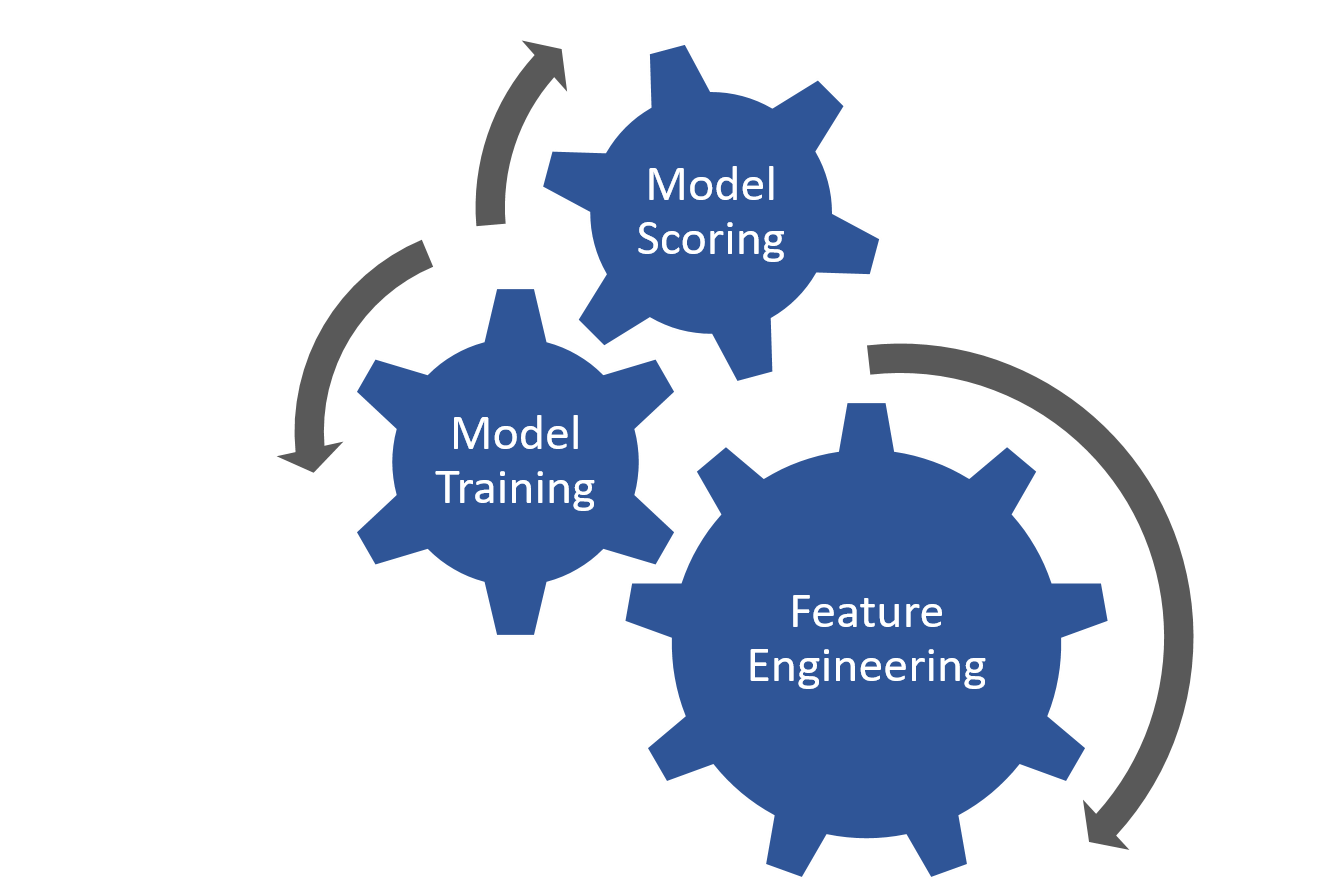 Model
Scoring
Model
Training
Feature
Engineering